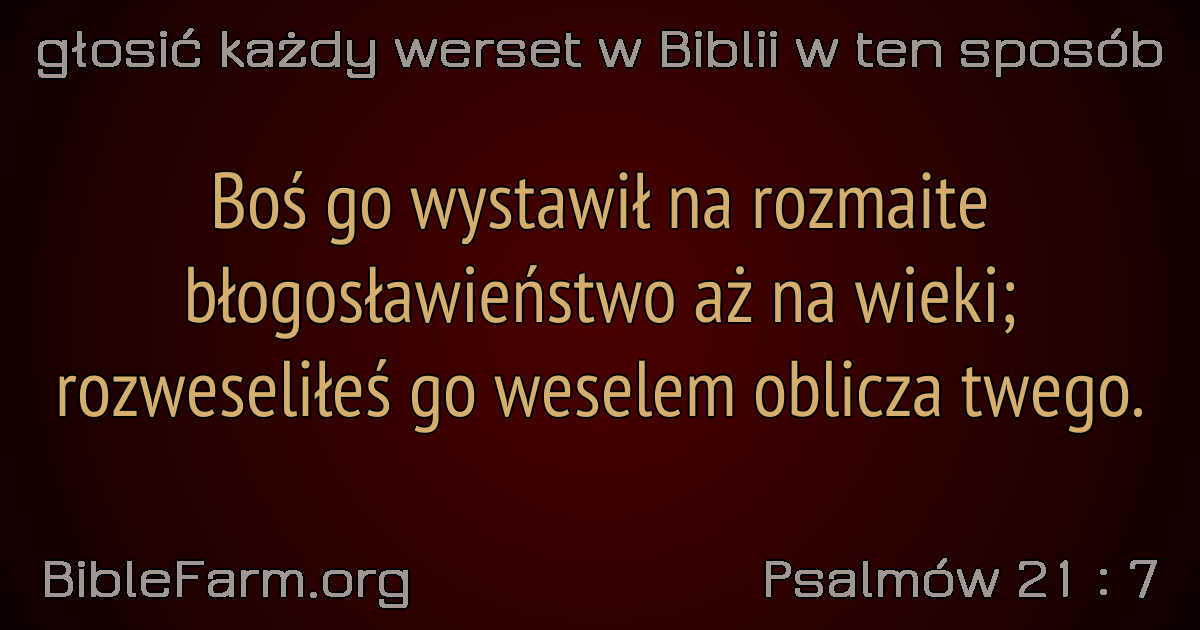 głosić każdy werset w Biblii w ten sposób
Boś go wystawił na rozmaite
błogosławieństwo aż na wieki;
rozweseliłeś go weselem oblicza twego.
BibleFarm.org
Psalmów 21 : 7